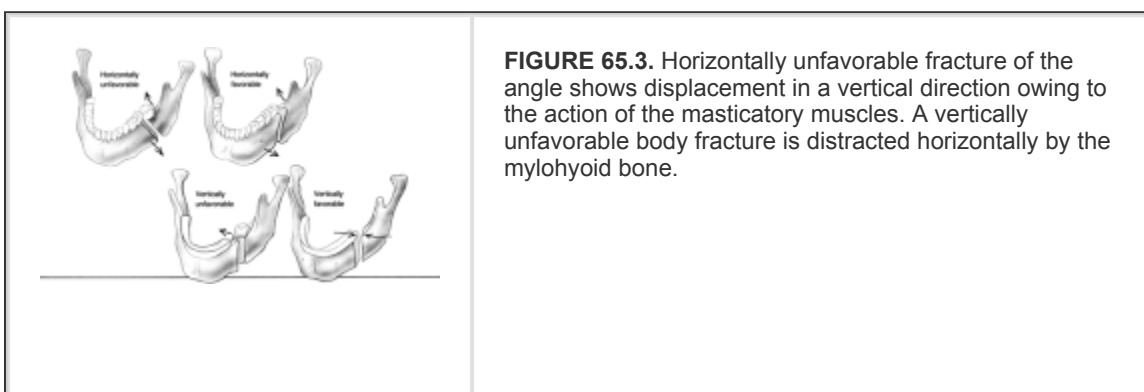 Horizontally
unfavorable
Horizontally
favorable
Vertically
unfavorable
Vertically
favorable
FIGURE 65.3. Horizontally unfavorable fracture of the
angle shows displacement in a vertical direction owing to
the action of the masticatory muscles. A vertically
unfavorable body fracture is distracted horizontally by the
mylohyoid bone.